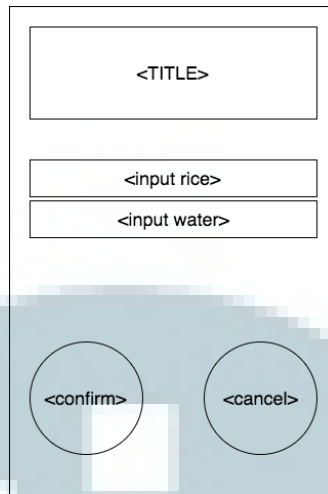 <TITLE>
<input rice>
<input water>
<confirm> <cancel>